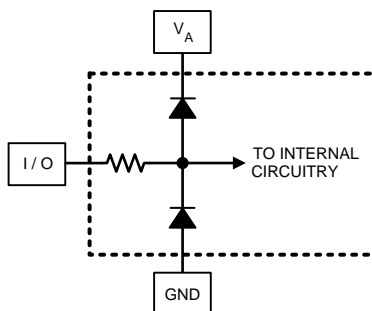 V_A
I / O
TO INTERNAL
CIRCUITRY
GND